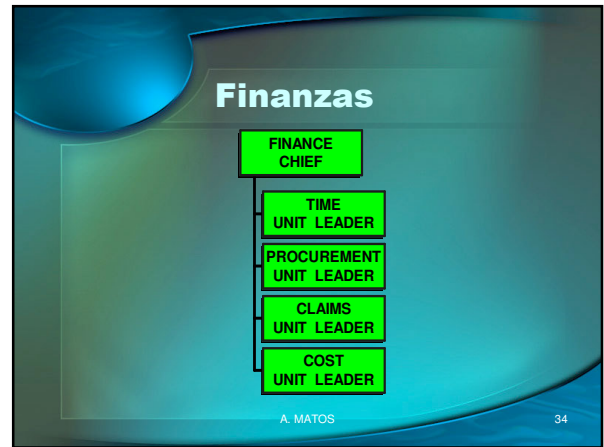 Finanzas
FINANCE
CHIEF
TIME
UNIT LEADER
PROCUREMENT
UNIT LEADER
CLAIMS
UNIT LEADER
COST
UNIT LEADER
A. MATOS
34